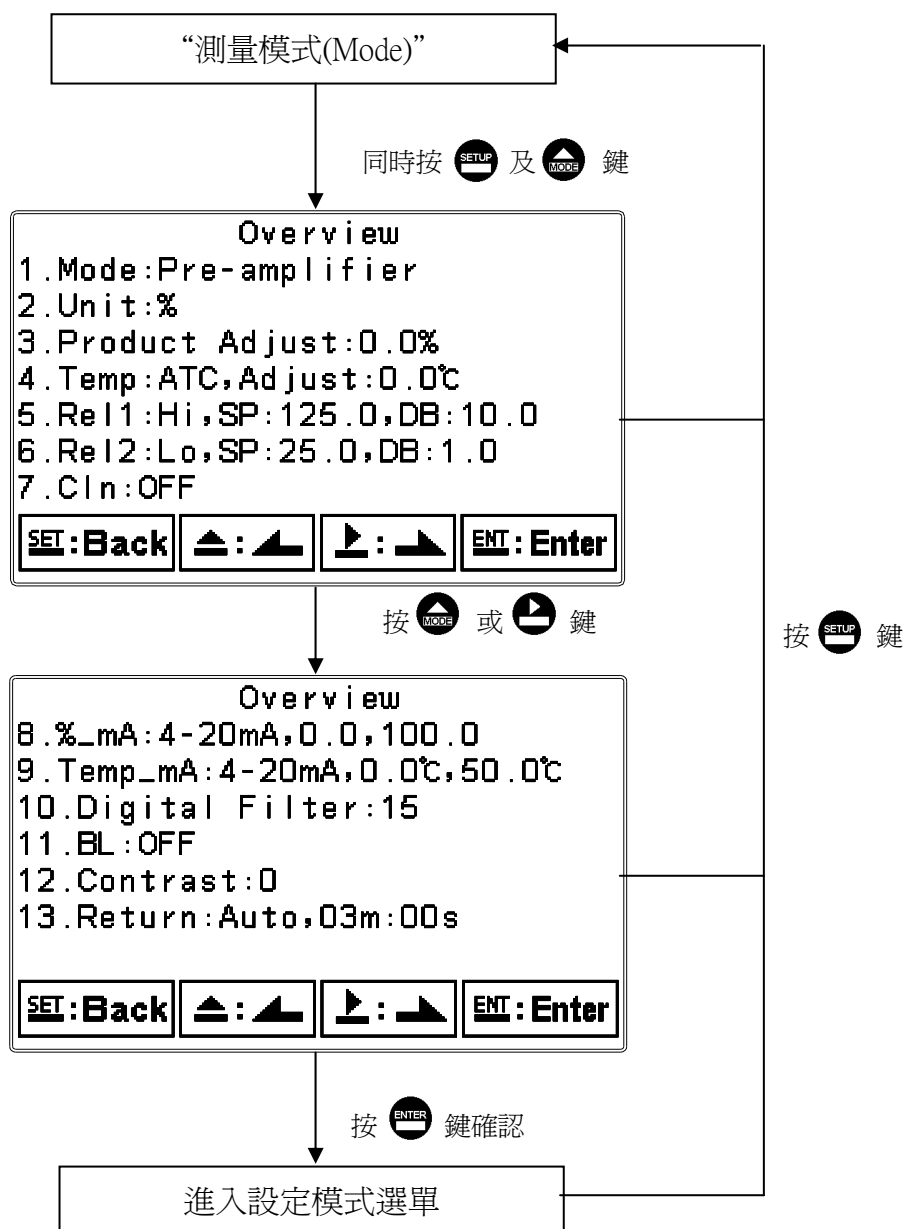 “測量模式(Mode)”
同時按 SETUP 及 MODE 鍵
Overview
1.Mode:Pre-amplifier
2.Unit:%
3.Product Adjust:0.0%
4.Temp:ATC,Adjust:0.0℃
5.Rel1:Hi,SP:125.0,DB:10.0
6.Rel2:Lo,SP:25.0,DB:1.0
7.Cln:OFF
SET:Back ▲:◢ ▶:◣ ENT:Enter
按 MODE 或 鍵
按 SETUP 鍵
Overview
8.%_mA:4-20mA,0.0,100.0
9.Temp_mA:4-20mA,0.0℃,50.0℃
10.Digital Filter:15
11.BL:OFF
12.Contrast:0
13.Return:Auto,03m:00s
SET:Back ▲:◢ ▶:◣ ENT:Enter
按 ENTER 鍵確認
進入設定模式選單